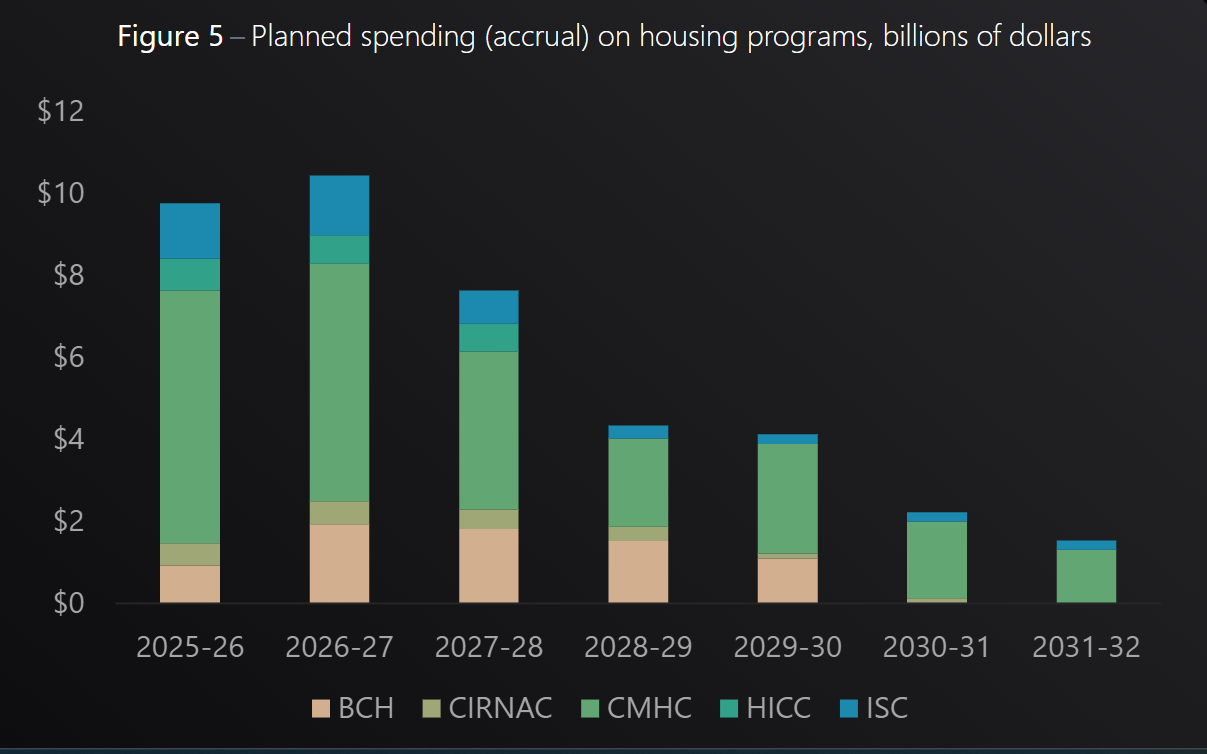 Figure 5 – Planned spending (accrual) on housing programs, billions of dollars
$12
$10
$8
$6
$4
$2
$0
2025-26 2026-27 2027-28 2028-29 2029-30 2030-31 2031-32
BCH CIRNAC CMHC HICC ISC